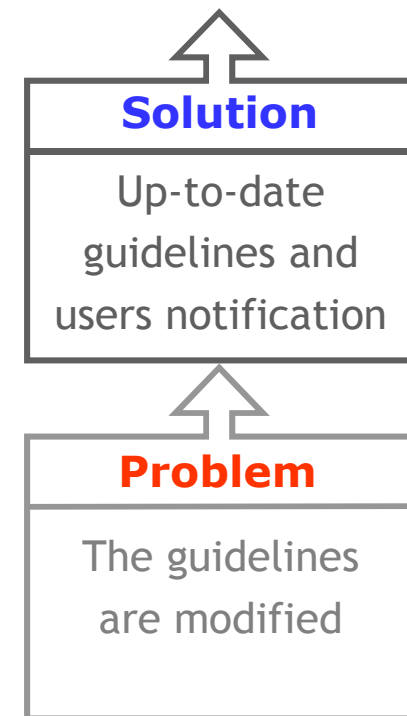 Solution
Up-to-date
guidelines and
users notification
Problem
The guidelines
are modified